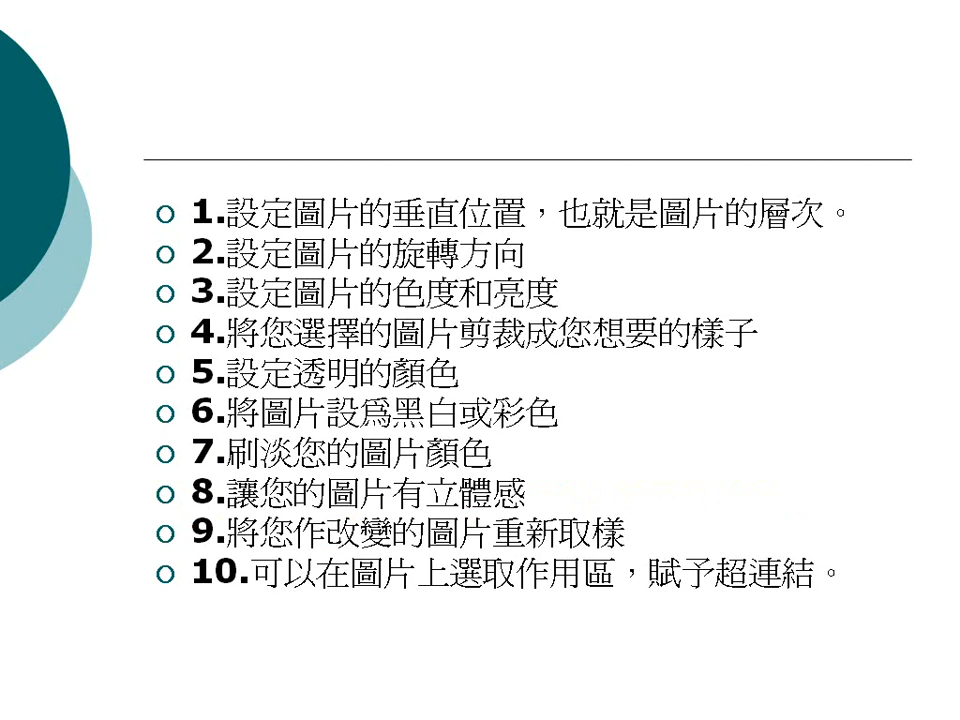 1.設定圖片的垂直位置，也就是圖片的層次。
2.設定圖片的旋轉方向
3.設定圖片的色度和亮度
4.將您選擇的圖片剪裁成您想要的樣子
5.設定透明的顏色
6.將圖片設為黑白或彩色
7.刷淡您的圖片顏色
8.讓您的圖片有立體感
9.將您作改變的圖片重新取樣
10.可以在圖片上選取作用區，賦予超連結。